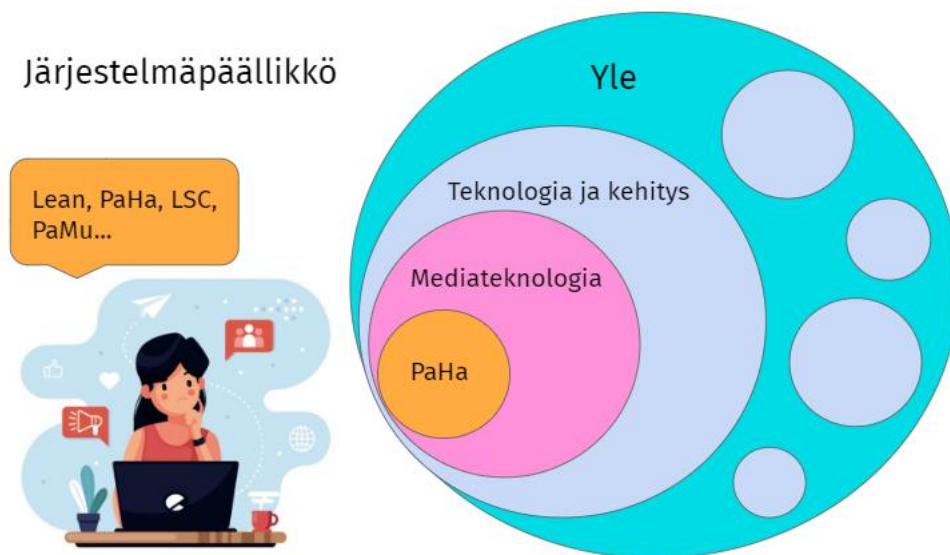 Järjestelmäpäällikkö
Lean, PaHa, LSC,
PaMu...
Yle
Teknologia ja kehitys
Mediateknologia
PaHa